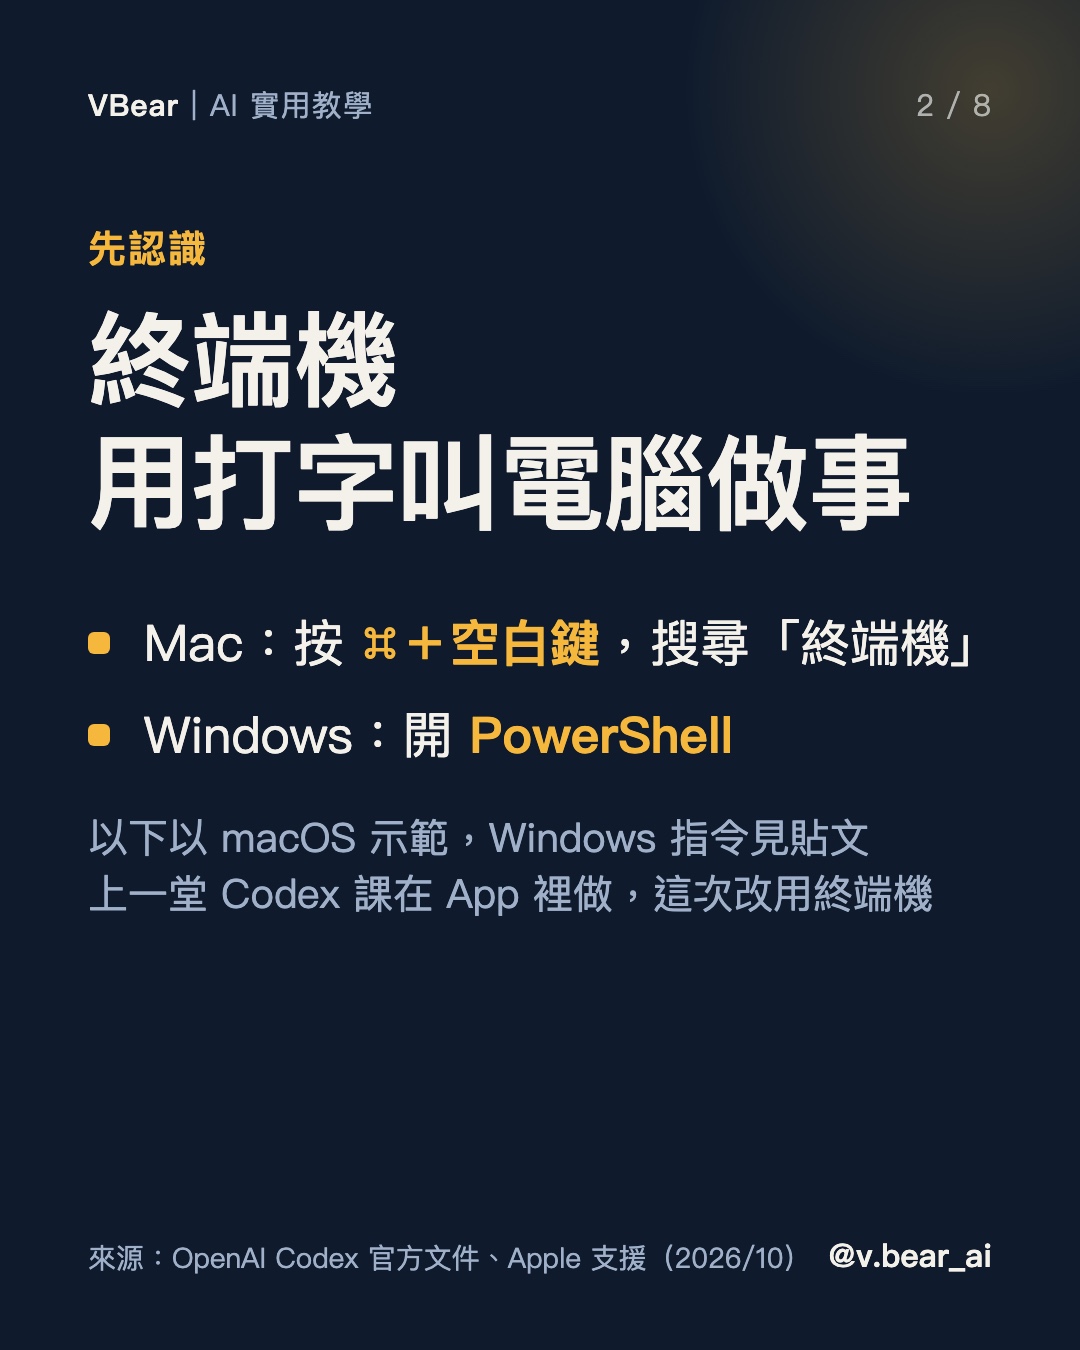 VBear｜AI 實用教學
2 / 8
先認識
終端機
用打字叫電腦做事
Mac：按 ⌘＋空白鍵，搜尋「終端機」
Windows：開 PowerShell
以下以 macOS 示範，Windows 指令見貼文
上一堂 Codex 課在 App 裡做，這次改用終端機
來源：OpenAI Codex 官方文件、Apple 支援（2026/10）
@v.bear_ai